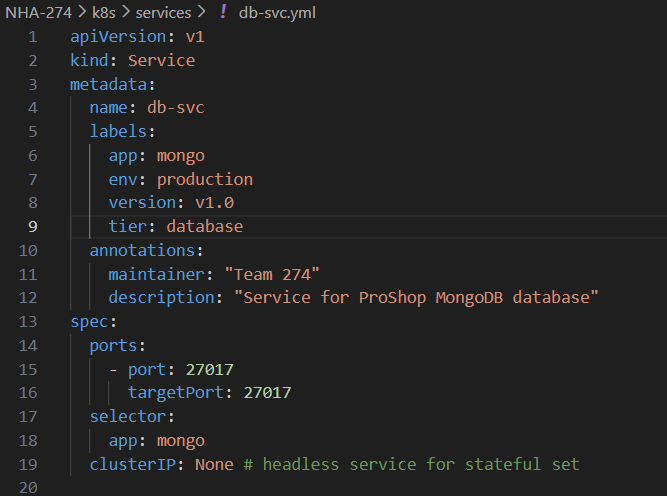 NHA-274 > k8s > services > ! db-svc.yml
1 apiVersion: v1
2 kind: Service
3 metadata:
4   name: db-svc
5   labels:
6     app: mongo
7     env: production
8     version: v1.0
9     tier: database
10   annotations:
11     maintainer: "Team 274"
12     description: "Service for ProShop MongoDB database"
13 spec:
14   ports:
15     - port: 27017
16       targetPort: 27017
17   selector:
18     app: mongo
19   clusterIP: None # headless service for stateful set
20